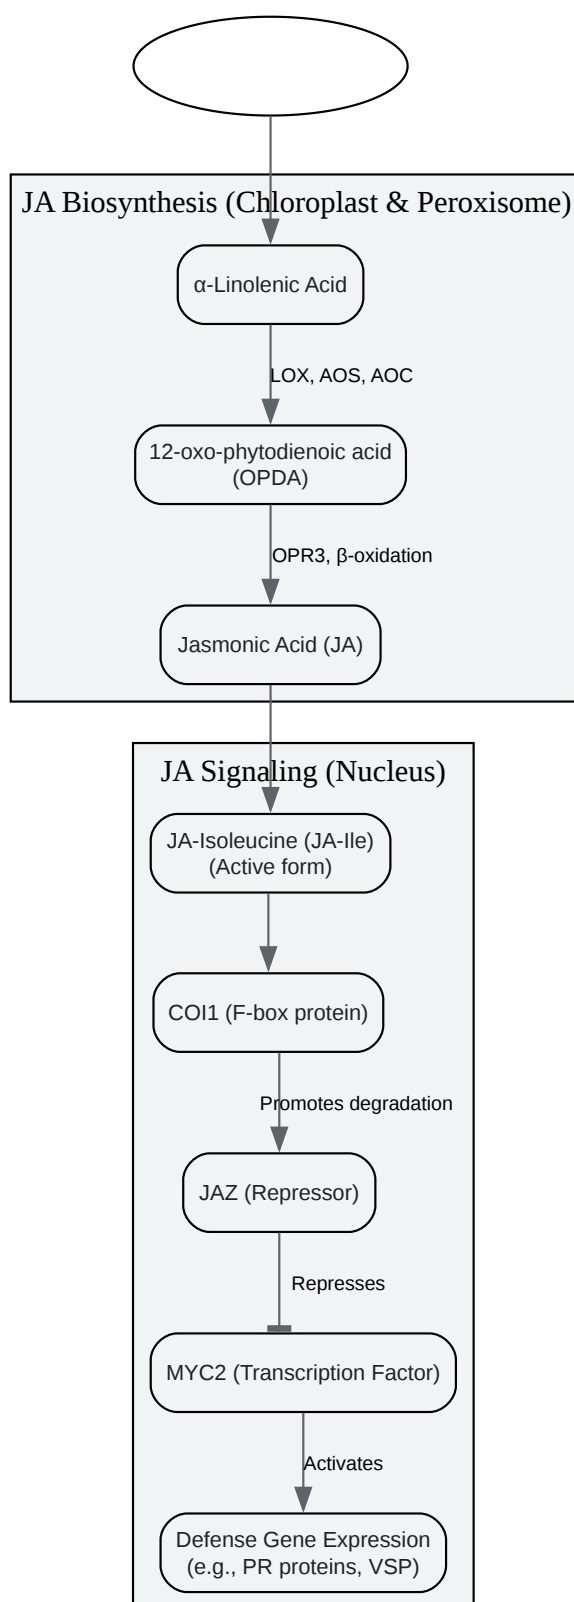 JA Biosynthesis (Chloroplast & Peroxisome)
α-Linolenic Acid
LOX, AOS, AOC
12-oxo-phytodienoic acid
(OPDA)
OPR3, β-oxidation
Jasmonic Acid (JA)
JA Signaling (Nucleus)
JA-Isoleucine (JA-Ile)
(Active form)
COI1 (F-box protein)
Promotes degradation
JAZ (Repressor)
Represses
MYC2 (Transcription Factor)
Activates
Defense Gene Expression
(e.g., PR proteins, VSP)